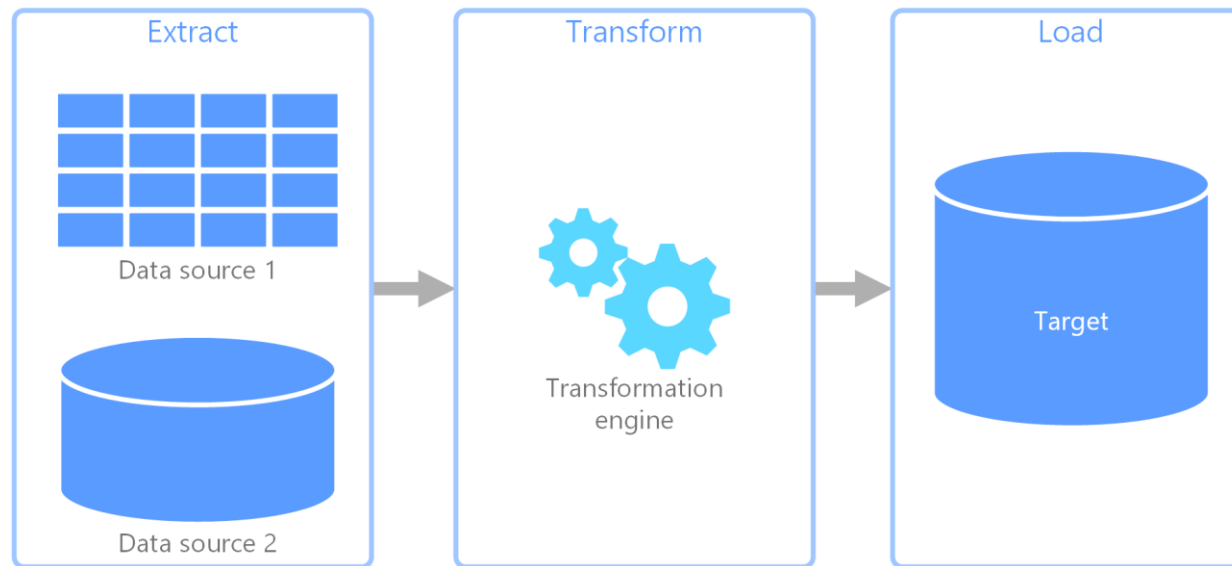 Extract
Data source 1
Data source 2
Transform
Transformation
engine
Load
Target